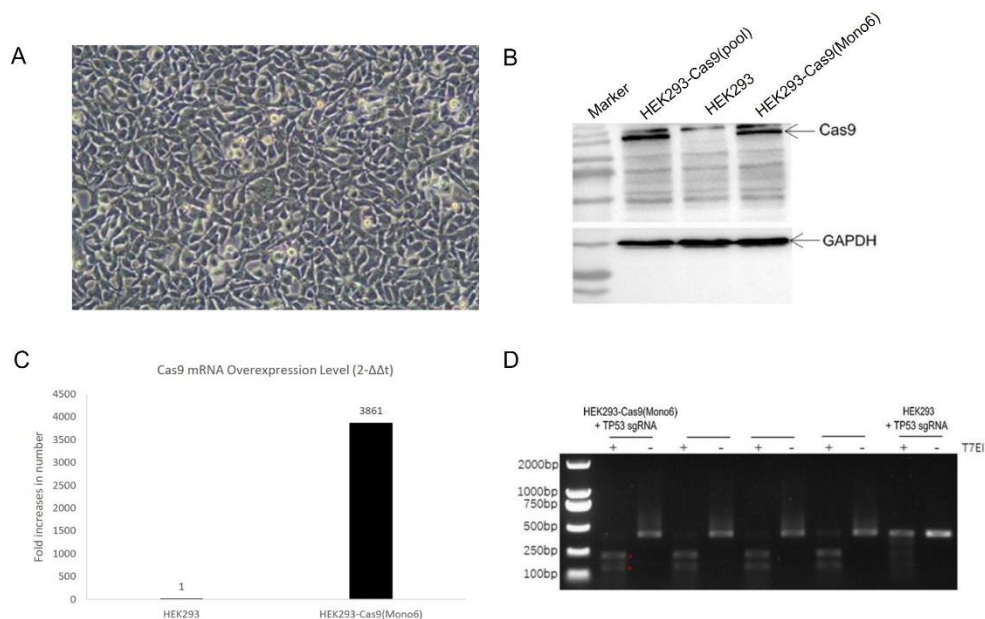 A
B
Marker
HEK293-Cas9(pool)
HEK293
HEK293-Cas9(Mono6)
Cas9
GAPDH
C
Cas9 mRNA Overexpression Level (2-ΔΔt)
Fold increases in number
4500
4000
3500
3000
2500
2000
1500
1000
500
0
1
3861
HEK293
HEK293-Cas9(Mono6)
D
HEK293-Cas9(Mono6)
+ TP53 sgRNA
HEK293
+ TP53 sgRNA
+ - + - + - + - + - T7EI
2000bp
1000bp
750bp
500bp
250bp
100bp